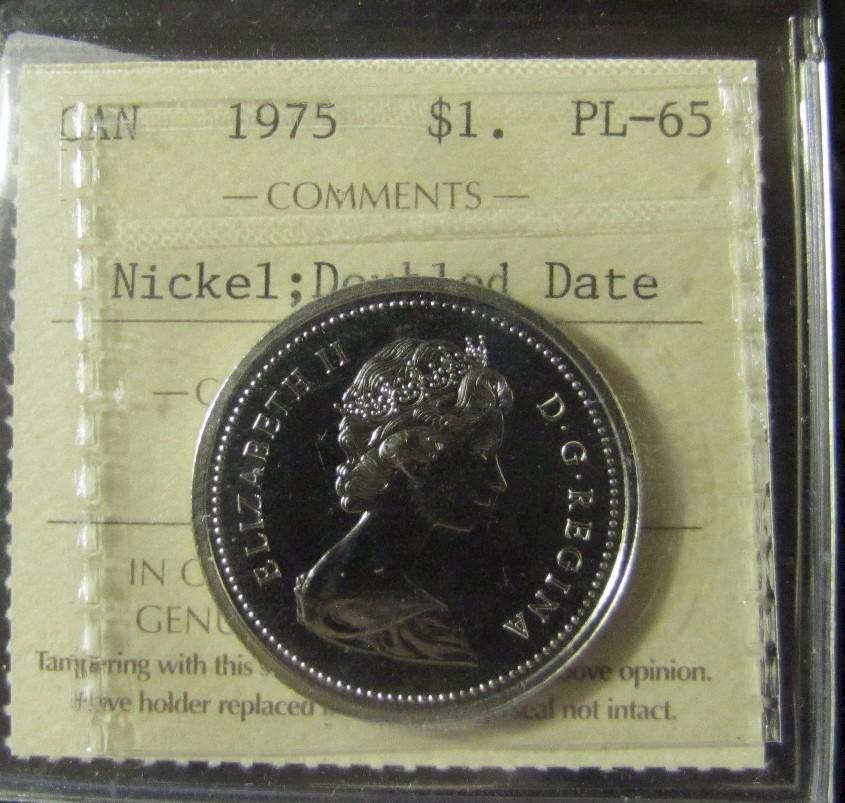 CAN 1975 $1. PL-65
— COMMENTS —
Nickel;Doubled Date
— C
ELIZABETH II D·G·REGINA
IN C
GENU
Tampering with this s ove opinion.
Have holder replaced seal not intact.